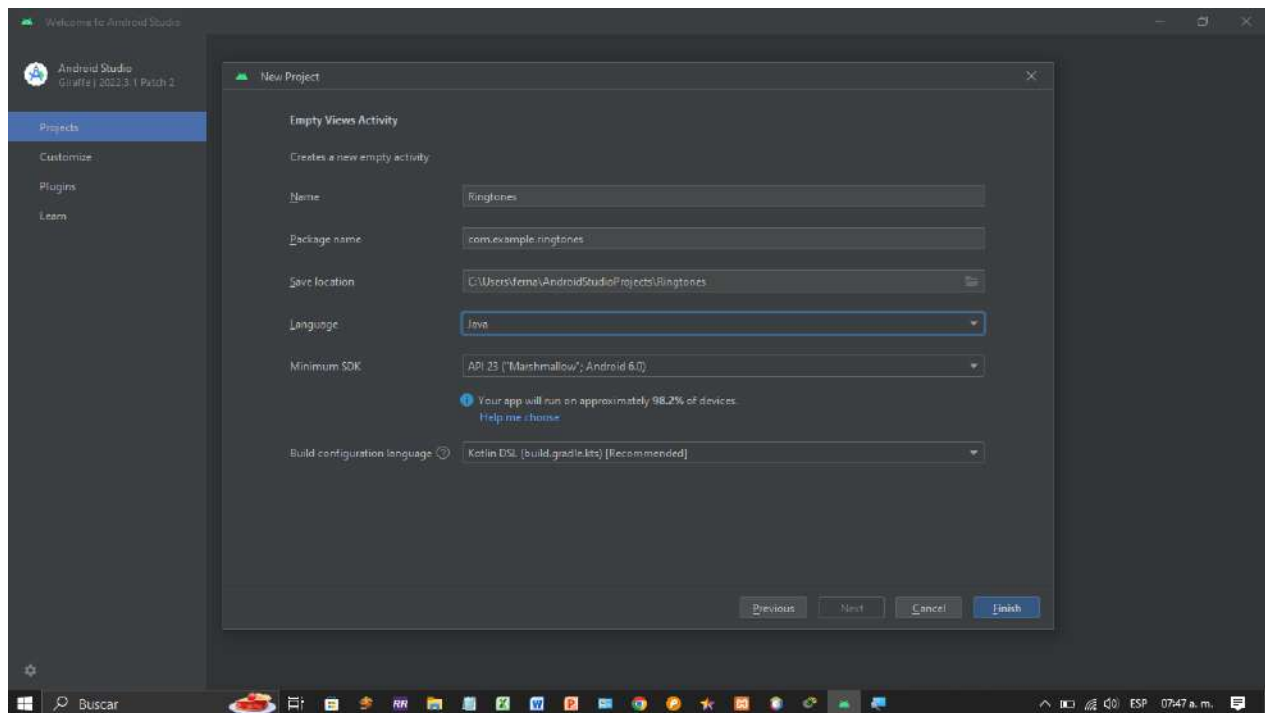 Welcome to Android Studio
Android Studio
Giraffe | 2022.3.1 Patch 2
Projects
Customize
Plugins
Learn
New Project
Empty Views Activity
Creates a new empty activity
Name
Ringtones
Package name
com.example.ringtones
Save location
C:\Users\ferna\AndroidStudioProjects\Ringtones
Language
Java
Minimum SDK
API 23 ("Marshmallow"; Android 6.0)
Your app will run on approximately 98.2% of devices.
Help me choose
Build configuration language
Kotlin DSL (build.gradle.kts) [Recommended]
Previous Next Cancel Finish
Buscar
RR
ESP 07:47 a. m.